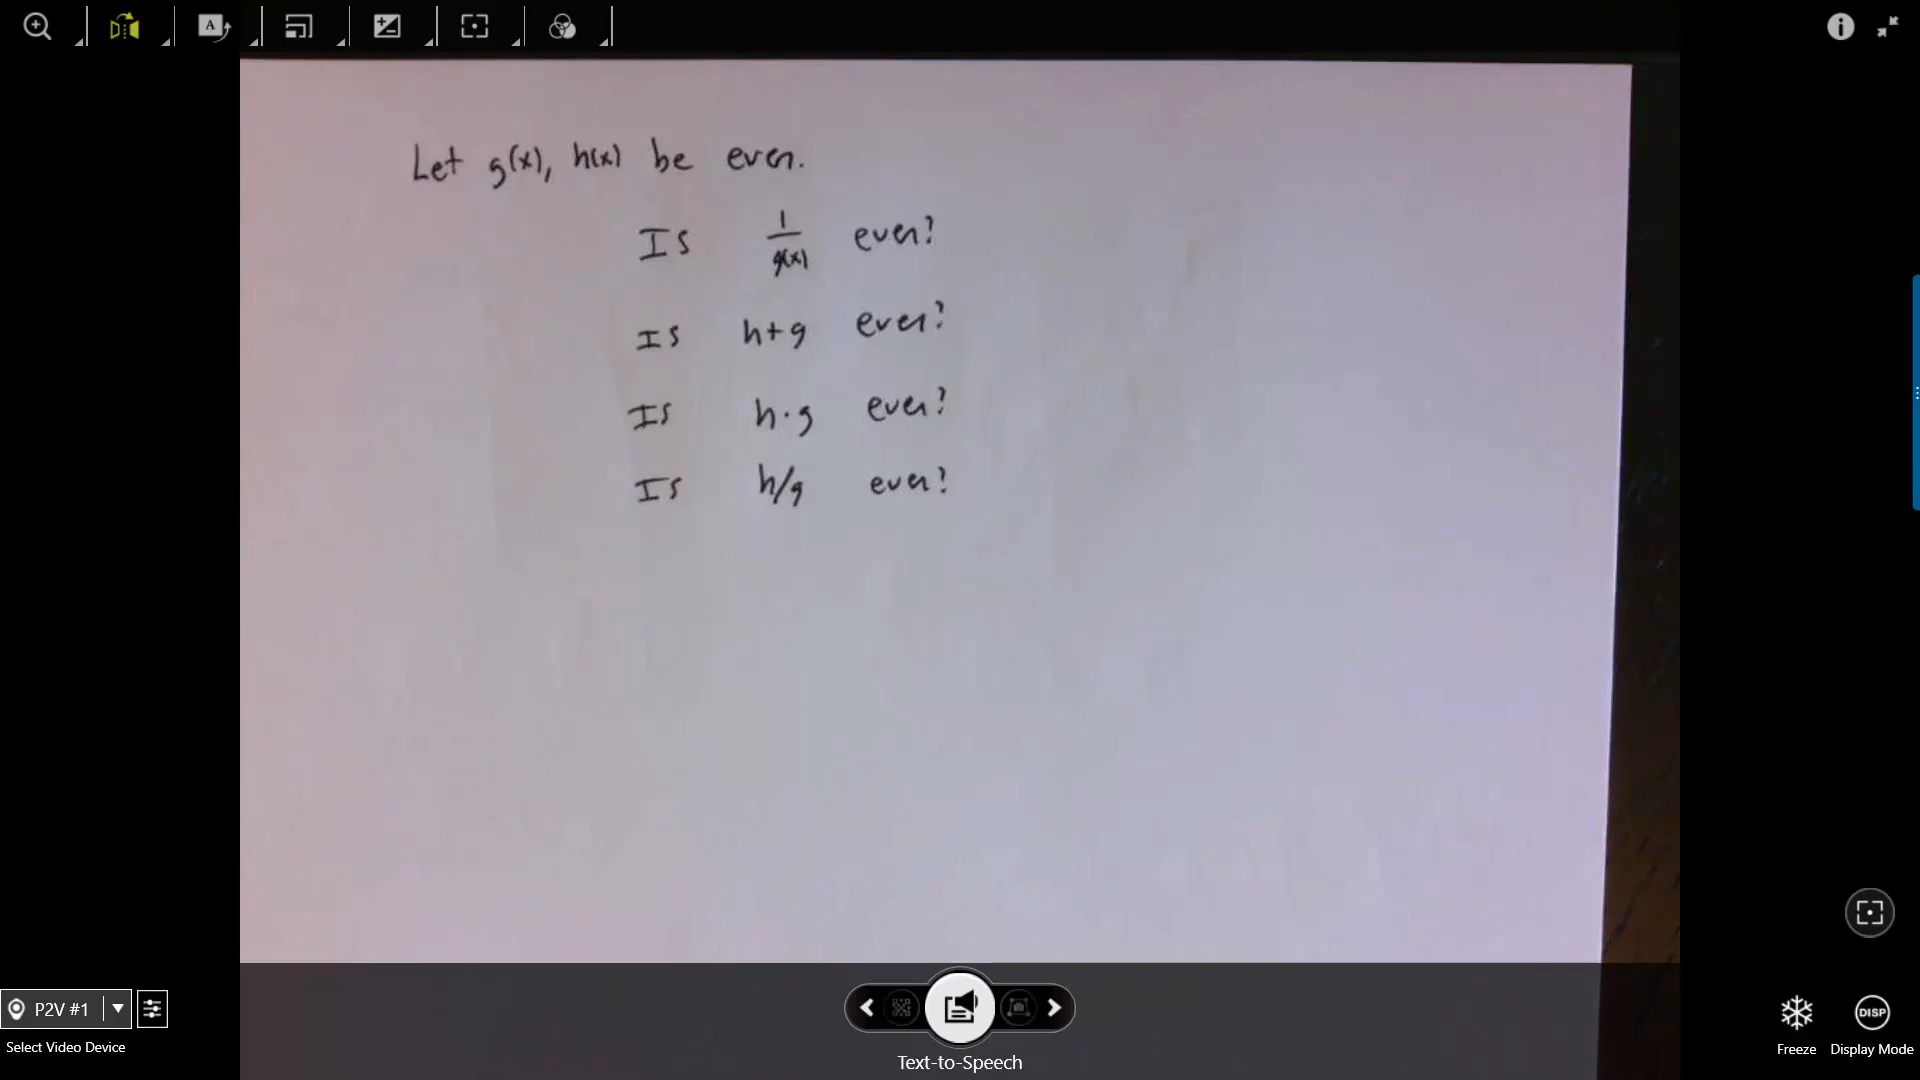 Let g(x), h(x) be even.
Is 1/g(x) even?
Is h+g even?
Is h·g even?
Is h/g even?
P2V #1
Select Video Device
Text-to-Speech
Freeze
DISP
Display Mode